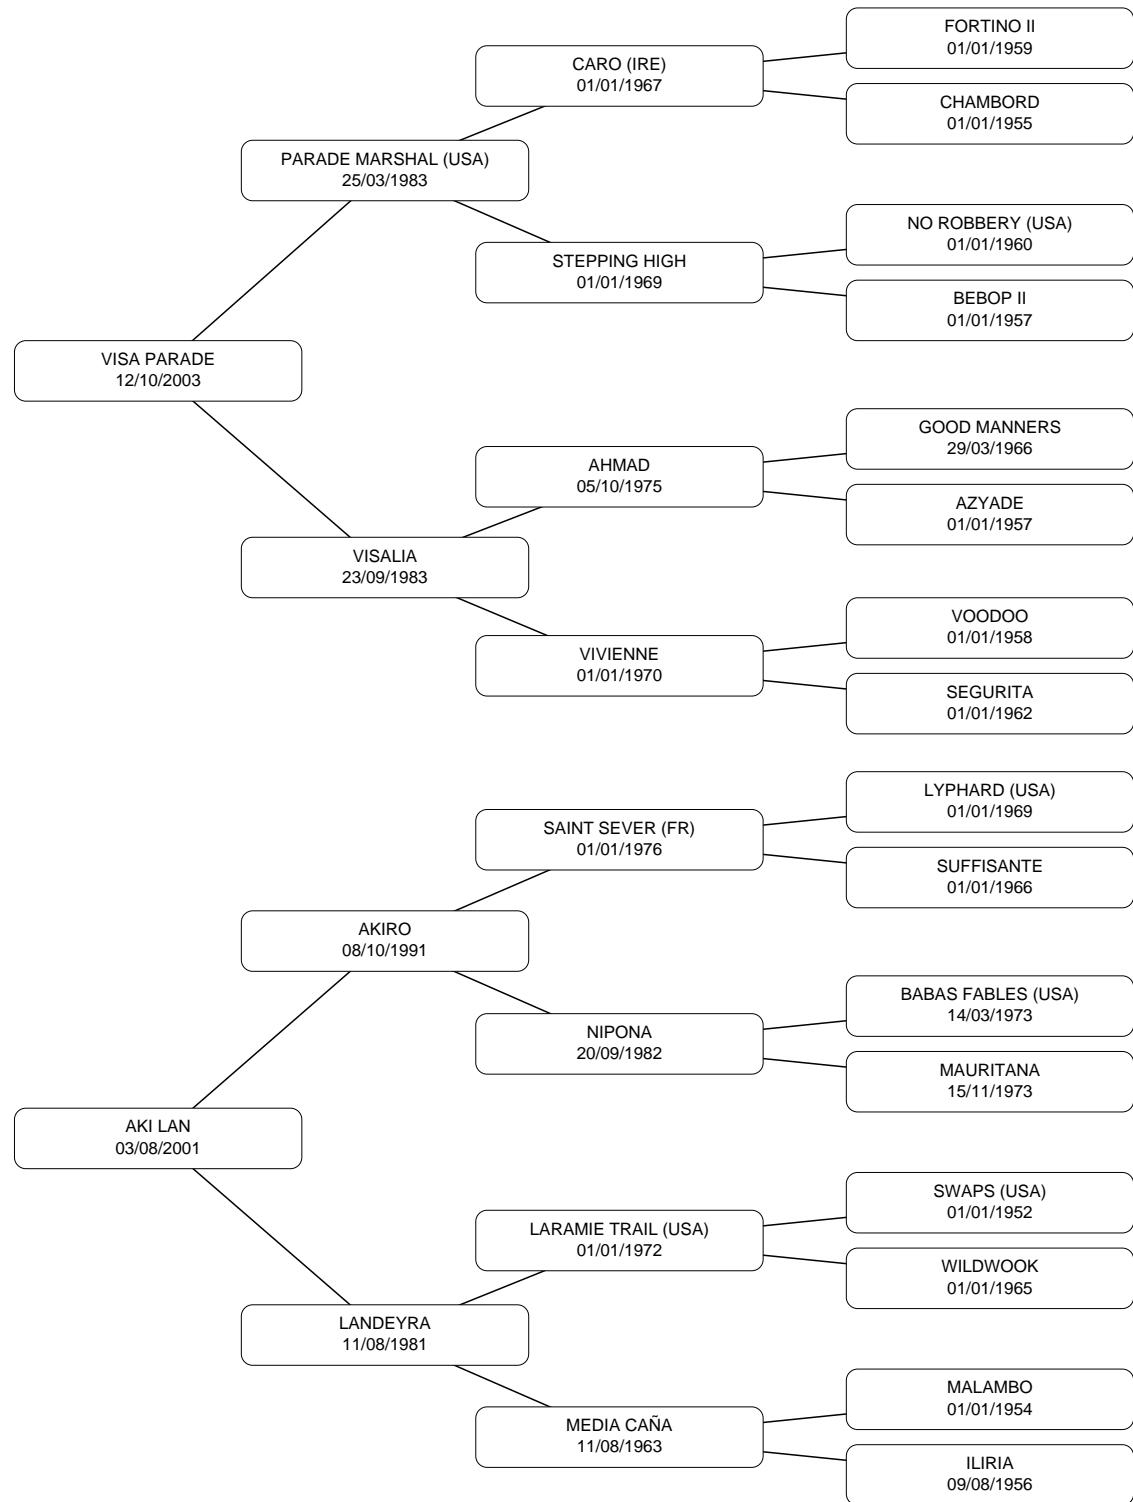 FORTINO II
01/01/1959
CARO (IRE)
01/01/1967
CHAMBORD
01/01/1955
PARADE MARSHAL (USA)
25/03/1983
NO ROBBERY (USA)
01/01/1960
STEPPING HIGH
01/01/1969
BEBOP II
01/01/1957
VISA PARADE
12/10/2003
GOOD MANNERS
29/03/1966
AHMAD
05/10/1975
AZYADE
01/01/1957
VISALIA
23/09/1983
VOODOO
01/01/1958
VIVIENNE
01/01/1970
SEGURITA
01/01/1962
LYPHARD (USA)
01/01/1969
SAINT SEVER (FR)
01/01/1976
SUFFISANTE
01/01/1966
AKIRO
08/10/1991
BABAS FABLES (USA)
14/03/1973
NIPONA
20/09/1982
MAURITANA
15/11/1973
AKI LAN
03/08/2001
SWAPS (USA)
01/01/1952
LARAMIE TRAIL (USA)
01/01/1972
WILDWOOK
01/01/1965
LANDEYRA
11/08/1981
MALAMBO
01/01/1954
MEDIA CAÑA
11/08/1963
ILIRIA
09/08/1956